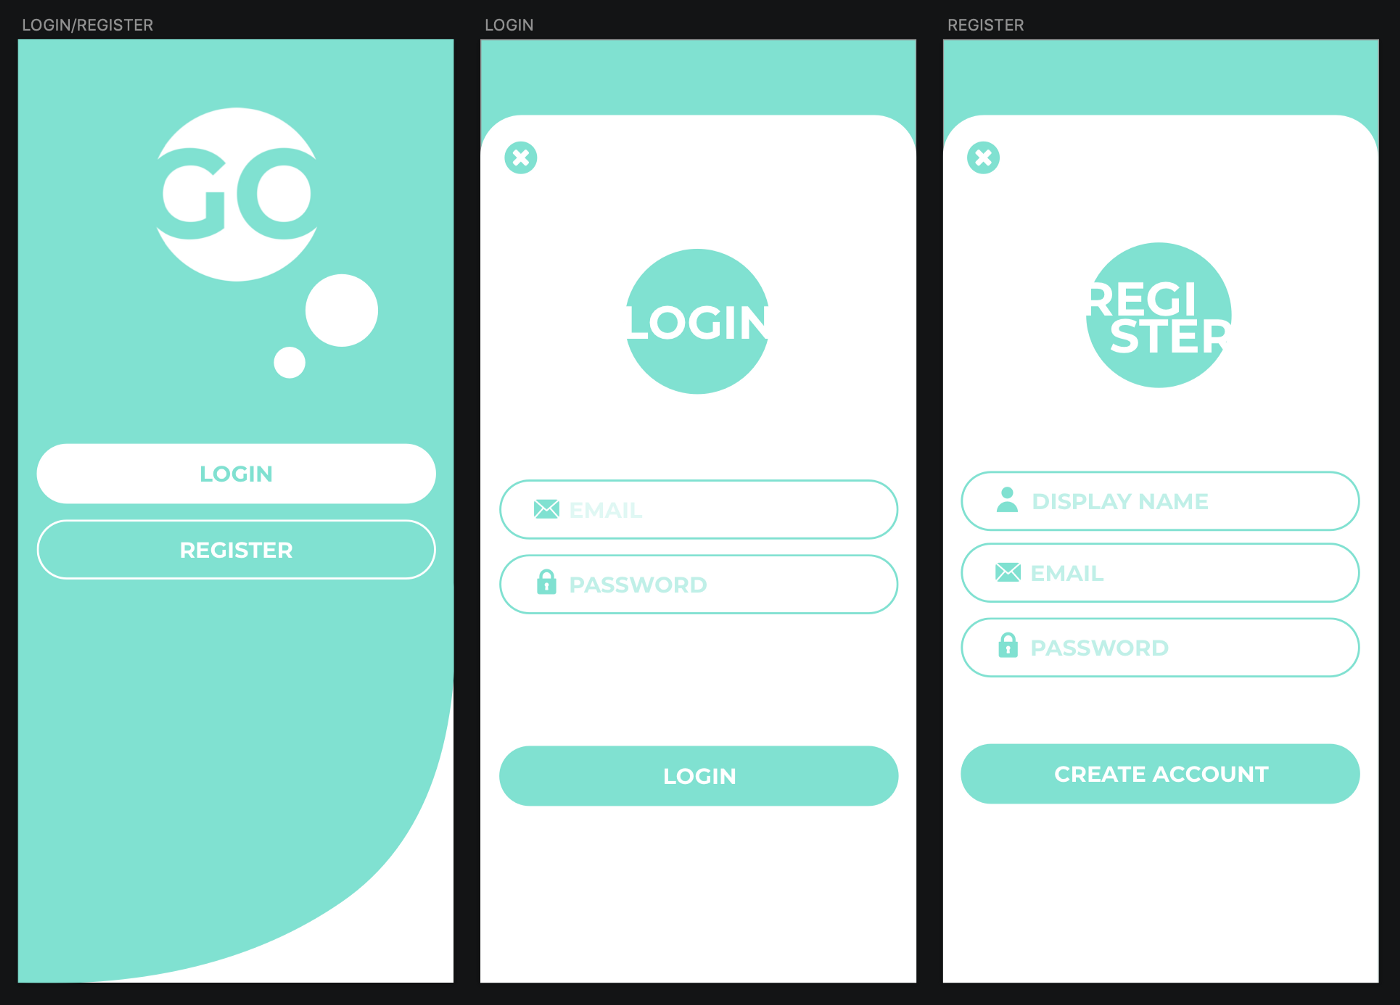 LOGIN/REGISTER
GO
LOGIN
REGISTER
LOGIN
LOGIN
EMAIL
PASSWORD
LOGIN
REGISTER
REGI
STER
DISPLAY NAME
EMAIL
PASSWORD
CREATE ACCOUNT